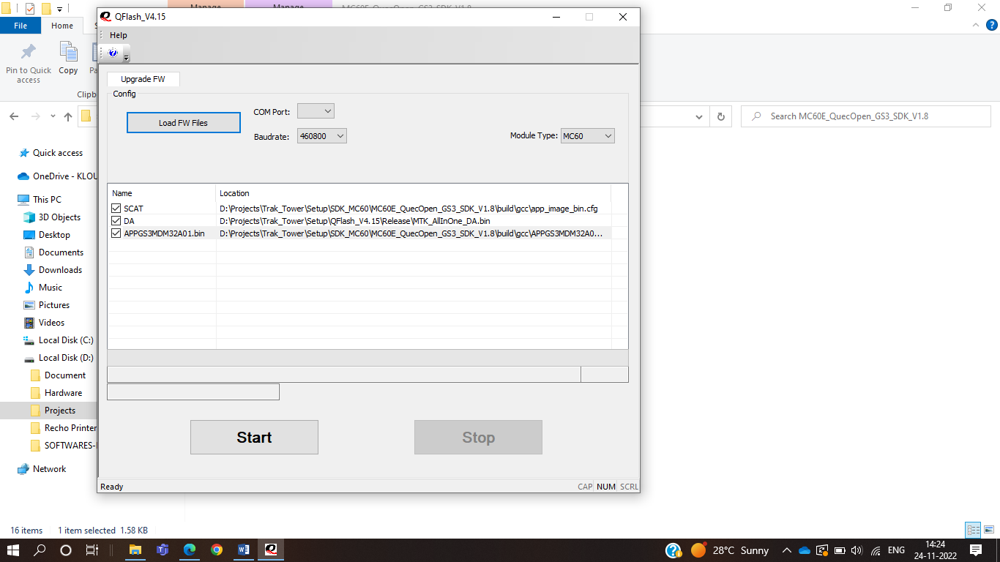 QFlash_V4.15
Manage
Manage
MC60E_QuecOpen_GS3_SDK_V1.8
File
Home
Help
Pin to Quick access
Copy
Upgrade FW
Config
Load FW Files
COM Port:
Baudrate:
460800
Module Type:
MC60
Search MC60E_QuecOpen_GS3_SDK_V1.8
Name
Location
SCAT
D:\Projects\Trak_Tower\Setup\SDK_MC60\MC60E_QuecOpen_GS3_SDK_V1.8\build\gcc\app_image_bin.cfg
DA
D:\Projects\Trak_Tower\Setup\QFlash_V4.15\Release\MTK_AllInOne_DA.bin
APPGS3MDM32A01.bin
D:\Projects\Trak_Tower\Setup\SDK_MC60\MC60E_QuecOpen_GS3_SDK_V1.8\build\gcc\APPGS3MDM32A0...
Start
Stop
Ready
CAP
NUM
SCRL
Quick access
OneDrive - KLOU
This PC
3D Objects
Desktop
Documents
Downloads
Music
Pictures
Videos
Local Disk (C:)
Local Disk (D:)
Document
Hardware
Projects
Recho Printer
SOFTWARES-
Network
16 items
1 item selected 1.58 KB
28°C Sunny
ENG
14:24
24-11-2022